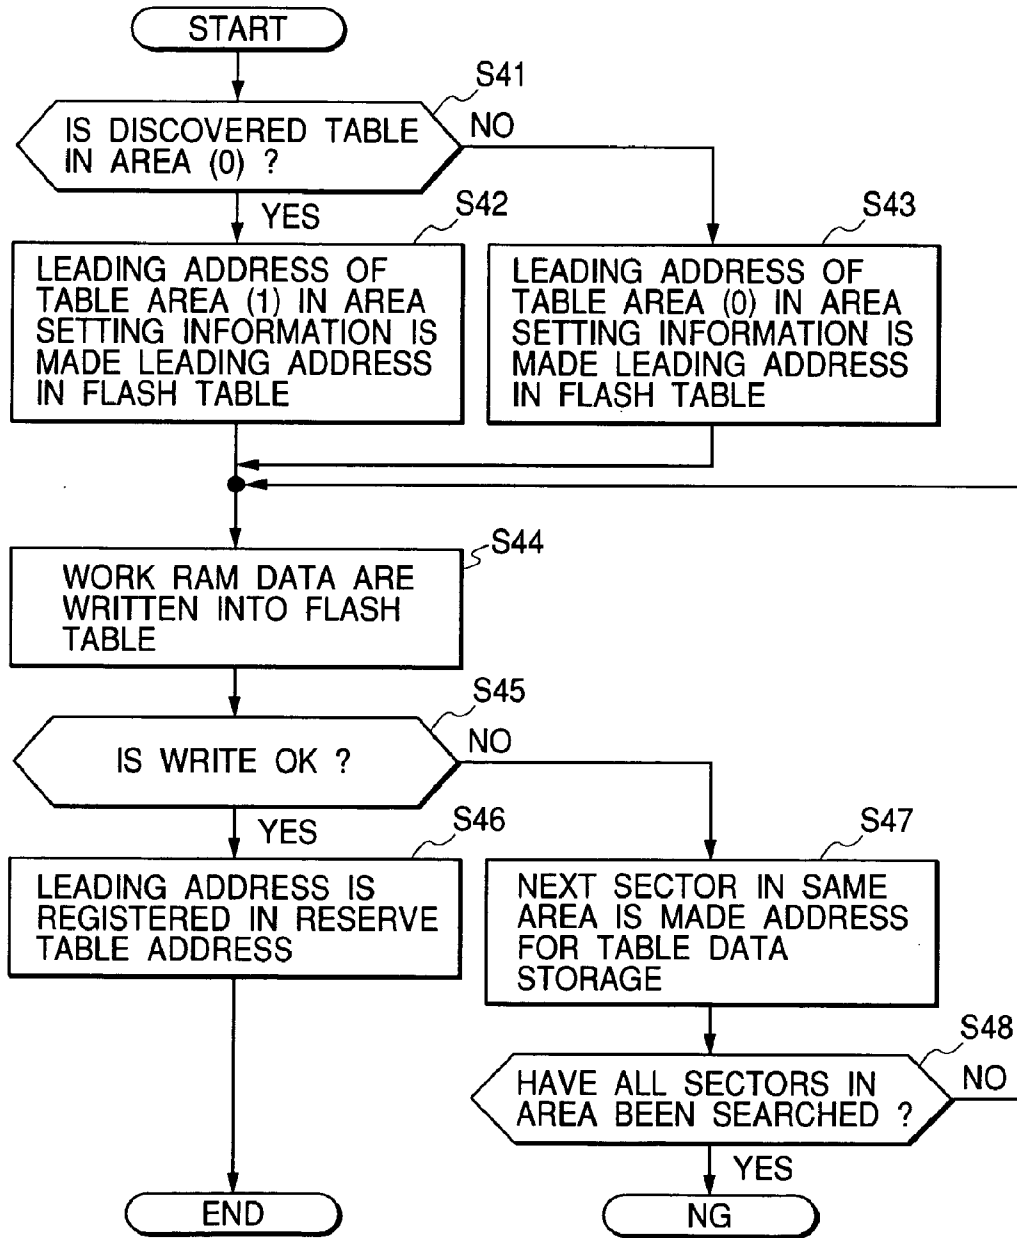 START
S41
IS DISCOVERED TABLE
IN AREA (0) ?
NO
YES
S42
LEADING ADDRESS OF
TABLE AREA (1) IN AREA
SETTING INFORMATION IS
MADE LEADING ADDRESS
IN FLASH TABLE
S43
LEADING ADDRESS OF
TABLE AREA (0) IN AREA
SETTING INFORMATION IS
MADE LEADING ADDRESS
IN FLASH TABLE
S44
WORK RAM DATA ARE
WRITTEN INTO FLASH
TABLE
S45
IS WRITE OK ?
NO
YES
S46
LEADING ADDRESS IS
REGISTERED IN RESERVE
TABLE ADDRESS
S47
NEXT SECTOR IN SAME
AREA IS MADE ADDRESS
FOR TABLE DATA
STORAGE
S48
HAVE ALL SECTORS IN
AREA BEEN SEARCHED ?
NO
YES
END
NG